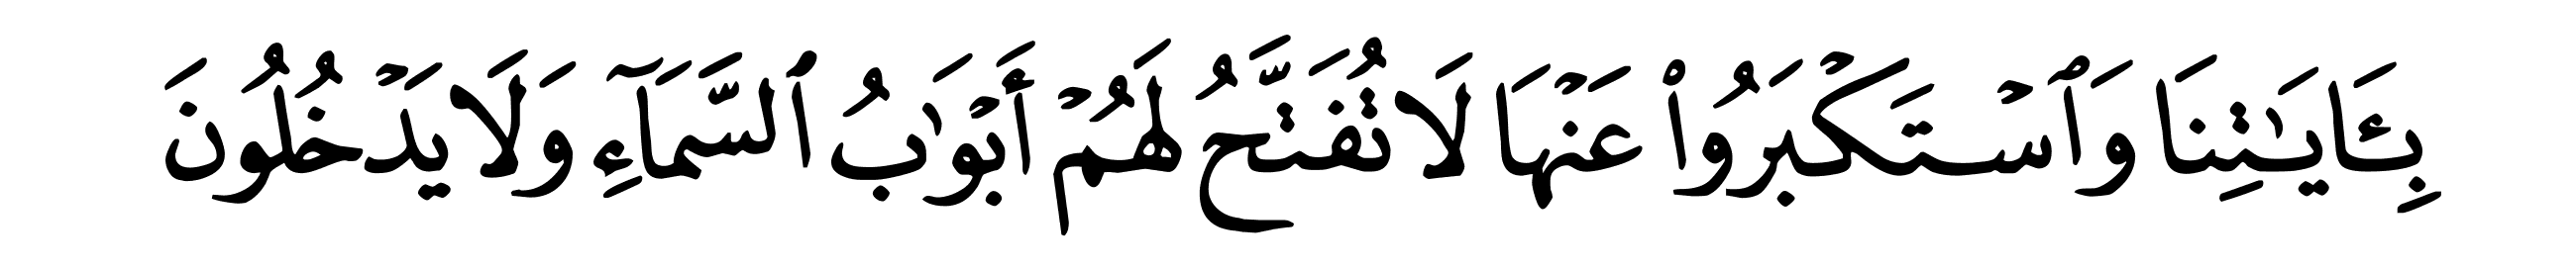 بِـَٔايَـٰتِنَا وَٱسۡتَكۡبَرُواْ عَنۡهَا لَا تُفَتَّحُ لَهُمۡ أَبۡوَٰبُ ٱلسَّمَآءِ وَلَا يَدۡخُلُونَ